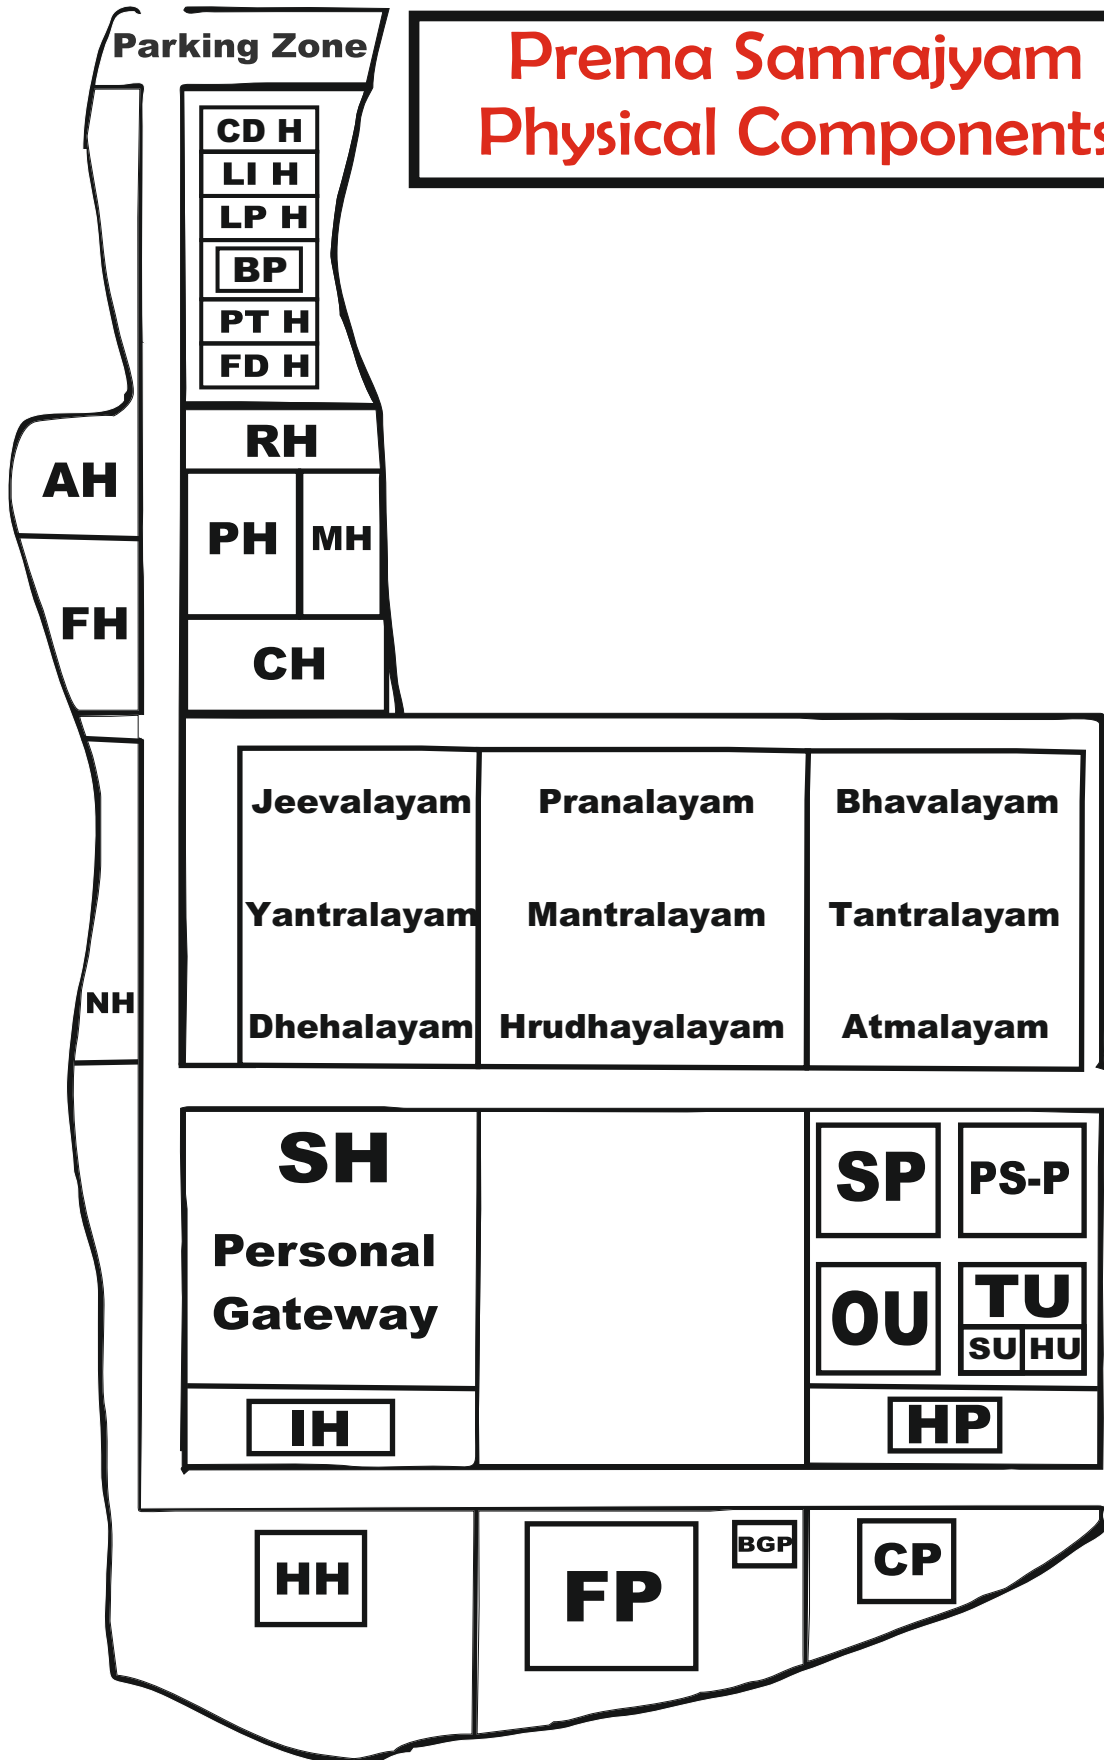 Parking Zone
Prema Samrajyam
Physical Components
CD H
LI H
LP H
BP
PT H
FD H
RH
AH
PH
MH
FH
CH
Jeevalayam
Pranalayam
Bhavalayam
Yantralayam
Mantralayam
Tantralayam
NH
Dhehalayam
Hrudhayalayam
Atmalayam
SH
Personal
Gateway
SP
PS-P
OU
TU
SU
HU
IH
HP
HH
FP
BGP
CP